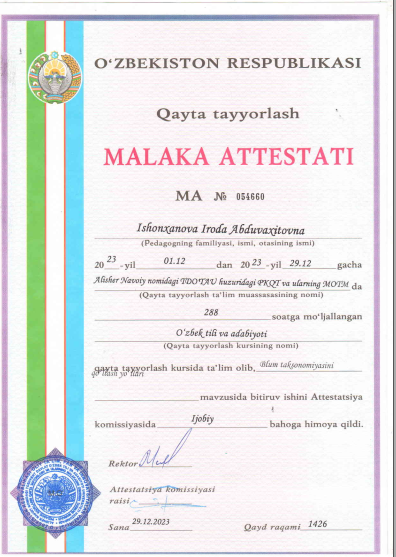 O‘ZBEKISTON RESPUBLIKASI
Qayta tayyorlash
MALAKA ATTESTATI
MA № 054660
Ishonxanova Iroda Abduvaxitovna
(Pedagogning familiyasi, ismi, otasining ismi)
2023-yil 01.12 dan 2023-yil 29.12 gacha
Alisher Navoiy nomidagi TDO‘TAU huzuridagi PKQT va ularning MOTM da
(Qayta tayyorlash ta’lim muassasasining nomi)
288 soatga mo‘ljallangan
O‘zbek tili va adabiyoti
(Qayta tayyorlash kursining nomi)
qayta tayyorlash kursida ta’lim olib, Blum taksonomiyasini
qo‘llash yo‘llari
mavzusida bitiruv ishini Attestatsiya
komissiyasida Ijobiy bahoga himoya qildi.
Rektor
Attestatsiya komissiyasi
raisi
Sana 29.12.2023 Qayd raqami 1426